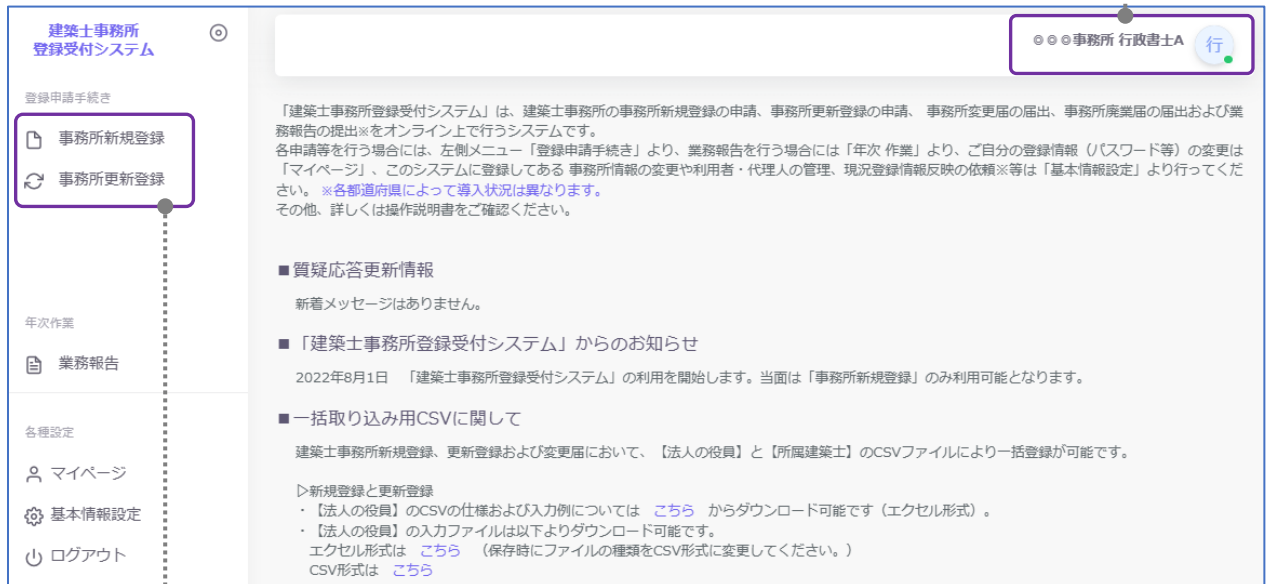 建築士事務所
登録受付システム
登録申請手続き
事務所新規登録
事務所更新登録
年次作業
業務報告
各種設定
マイページ
基本情報設定
ログアウト
◎◎◎事務所 行政書士A
行
「建築士事務所登録受付システム」は、建築士事務所の事務所新規登録の申請、事務所更新登録の申請、 事務所変更届の届出、事務所廃業届の届出および業
務報告の提出※をオンライン上で行うシステムです。
各申請等を行う場合には、左側メニュー「登録申請手続き」より、業務報告を行う場合には「年次 作業」より、ご自分の登録情報（パスワード等）の変更は
「マイページ」、このシステムに登録してある 事務所情報の変更や利用者・代理人の管理、現況登録情報反映の依頼※等は「基本情報設定」より行ってくだ
さい。 ※各都道府県によって導入状況は異なります。
その他、詳しくは操作説明書をご確認ください。
■質疑応答更新情報
新着メッセージはありません。
■「建築士事務所登録受付システム」からのお知らせ
2022年8月1日 「建築士事務所登録受付システム」の利用を開始します。当面は「事務所新規登録」のみ利用可能となります。
■一括取り込み用CSVに関して
建築士事務所新規登録、更新登録および変更届において、【法人の役員】と【所属建築士】のCSVファイルにより一括登録が可能です。
▷新規登録と更新登録
・【法人の役員】のCSVの仕様および入力例については こちら からダウンロード可能です（エクセル形式）。
・【法人の役員】の入力ファイルは以下よりダウンロード可能です。
エクセル形式は こちら （保存時にファイルの種類をCSV形式に変更してください。）
CSV形式は こちら